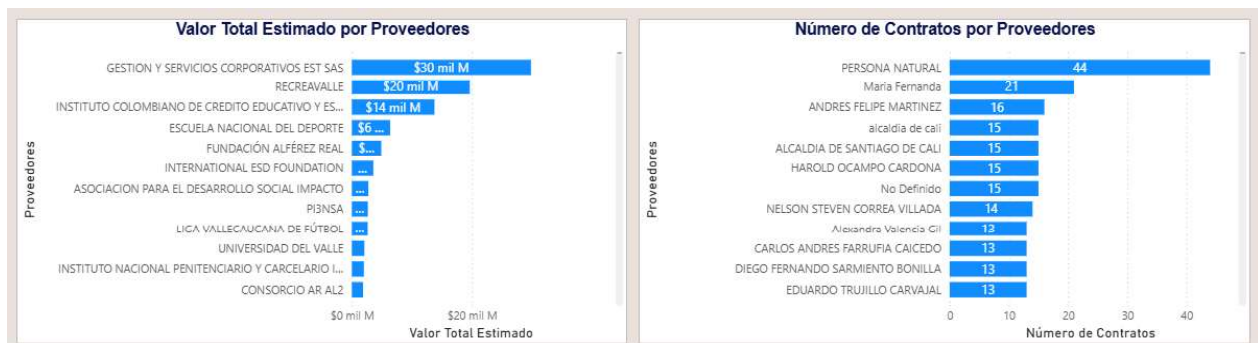 Valor Total Estimado por Proveedores
GESTION Y SERVICIOS CORPORATIVOS EST SAS
$30 mil M
RECREAVALLE
$20 mil M
INSTITUTO COLOMBIANO DE CREDITO EDUCATIVO Y ES...
$14 mil M
ESCUELA NACIONAL DEL DEPORTE
$6 ...
FUNDACIÓN ALFÉREZ REAL
$...
INTERNATIONAL ESD FOUNDATION
...
ASOCIACION PARA EL DESARROLLO SOCIAL IMPACTO
...
PI3NSA
...
LIGA VALLECAUCANA DE FÚTBOL
...
UNIVERSIDAD DEL VALLE
INSTITUTO NACIONAL PENITENCIARIO Y CARCELARIO I...
CONSORCIO AR AL2
Proveedores
$0 mil M
$20 mil M
Valor Total Estimado
Número de Contratos por Proveedores
PERSONA NATURAL
44
Maria Fernanda
21
ANDRES FELIPE MARTINEZ
16
alcaldia de cali
15
ALCALDIA DE SANTIAGO DE CALI
15
HAROLD OCAMPO CARDONA
15
No Definido
15
NELSON STEVEN CORREA VILLADA
14
Alexandra Valencia Gil
13
CARLOS ANDRES FARRUFIA CAICEDO
13
DIEGO FERNANDO SARMIENTO BONILLA
13
EDUARDO TRUJILLO CARVAJAL
13
Proveedores
0
10
20
30
40
Número de Contratos